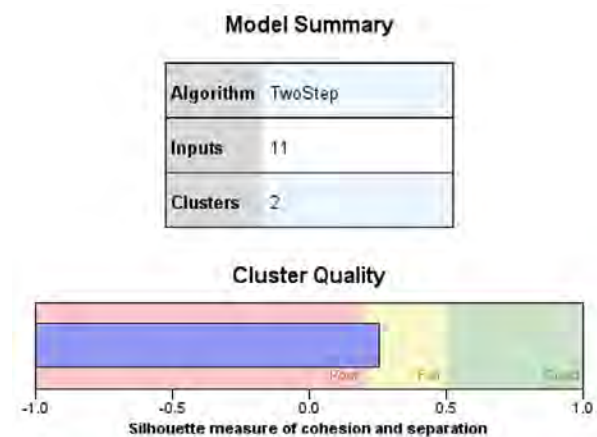 Model Summary
Algorithm TwoStep
Inputs 11
Clusters 2
Cluster Quality
Poor Fair Good
-1.0 -0.5 0.0 0.5 1.0
Silhouette measure of cohesion and separation